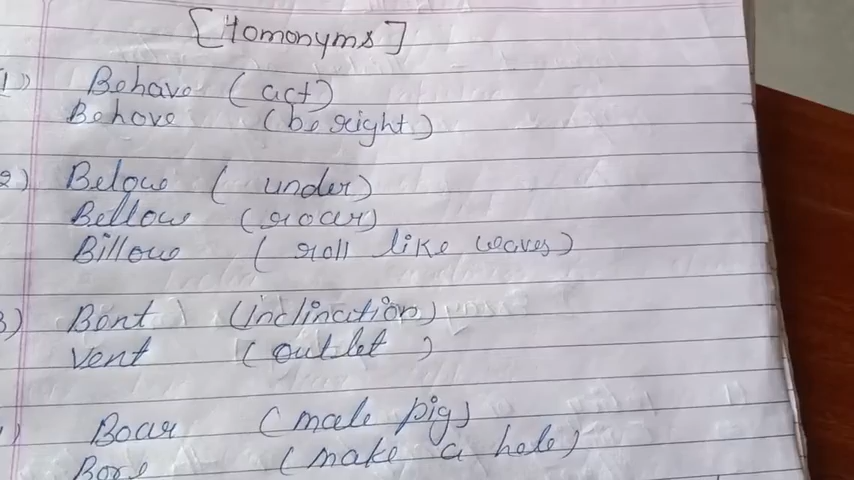 [Homonyms]
1) Behave (act)
Behove (be right)
2) Below (under)
Bellow (roar)
Billow (roll like waves)
3) Bent (inclination)
Vent (outlet)
Boar (male pig)
Bore (make a hole)